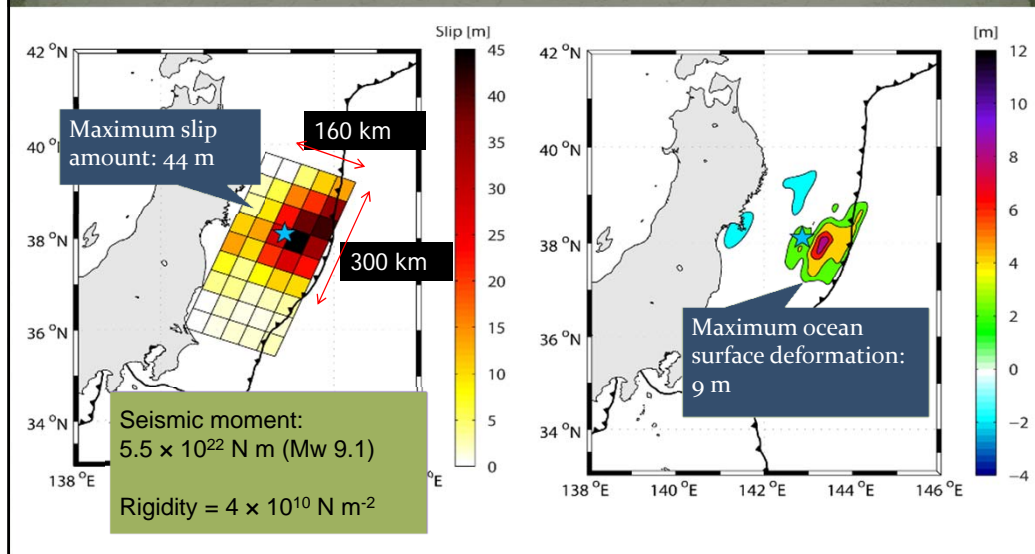 Slip [m]
42 °N
40 °N
38 °N
36 °N
34 °N
138 °E
°E
45
40
35
30
25
20
15
10
5
0
Maximum slip
amount: 44 m
160 km
300 km
Seismic moment:
5.5 × 10²² N m (Mw 9.1)
Rigidity = 4 × 10¹⁰ N m⁻²
[m]
42 °N
40 °N
38 °N
36 °N
34 °N
138 °E
140 °E
142 °E
144 °E
146 °E
12
10
8
6
4
2
0
−2
−4
Maximum ocean
surface deformation:
9 m